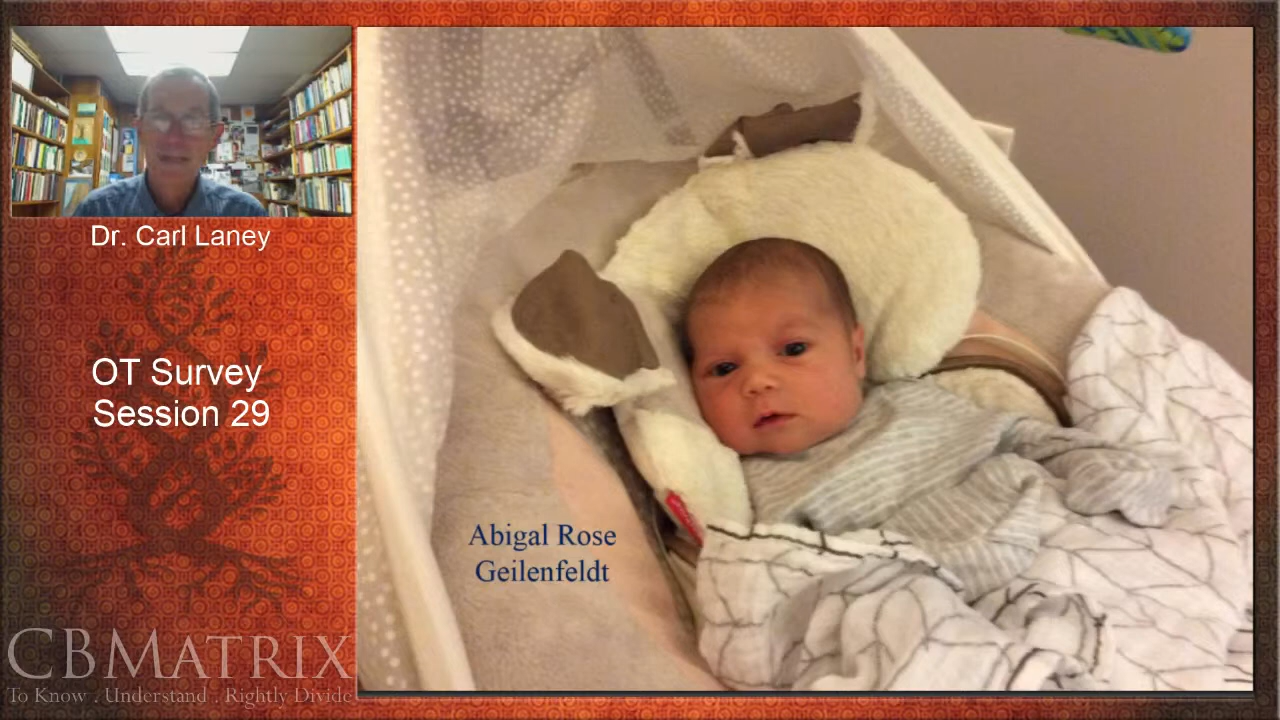 Dr. Carl Laney
OT Survey
Session 29
CBMATRIX
To Know . Understand . Rightly Divide
Abigal Rose
Geilenfeldt